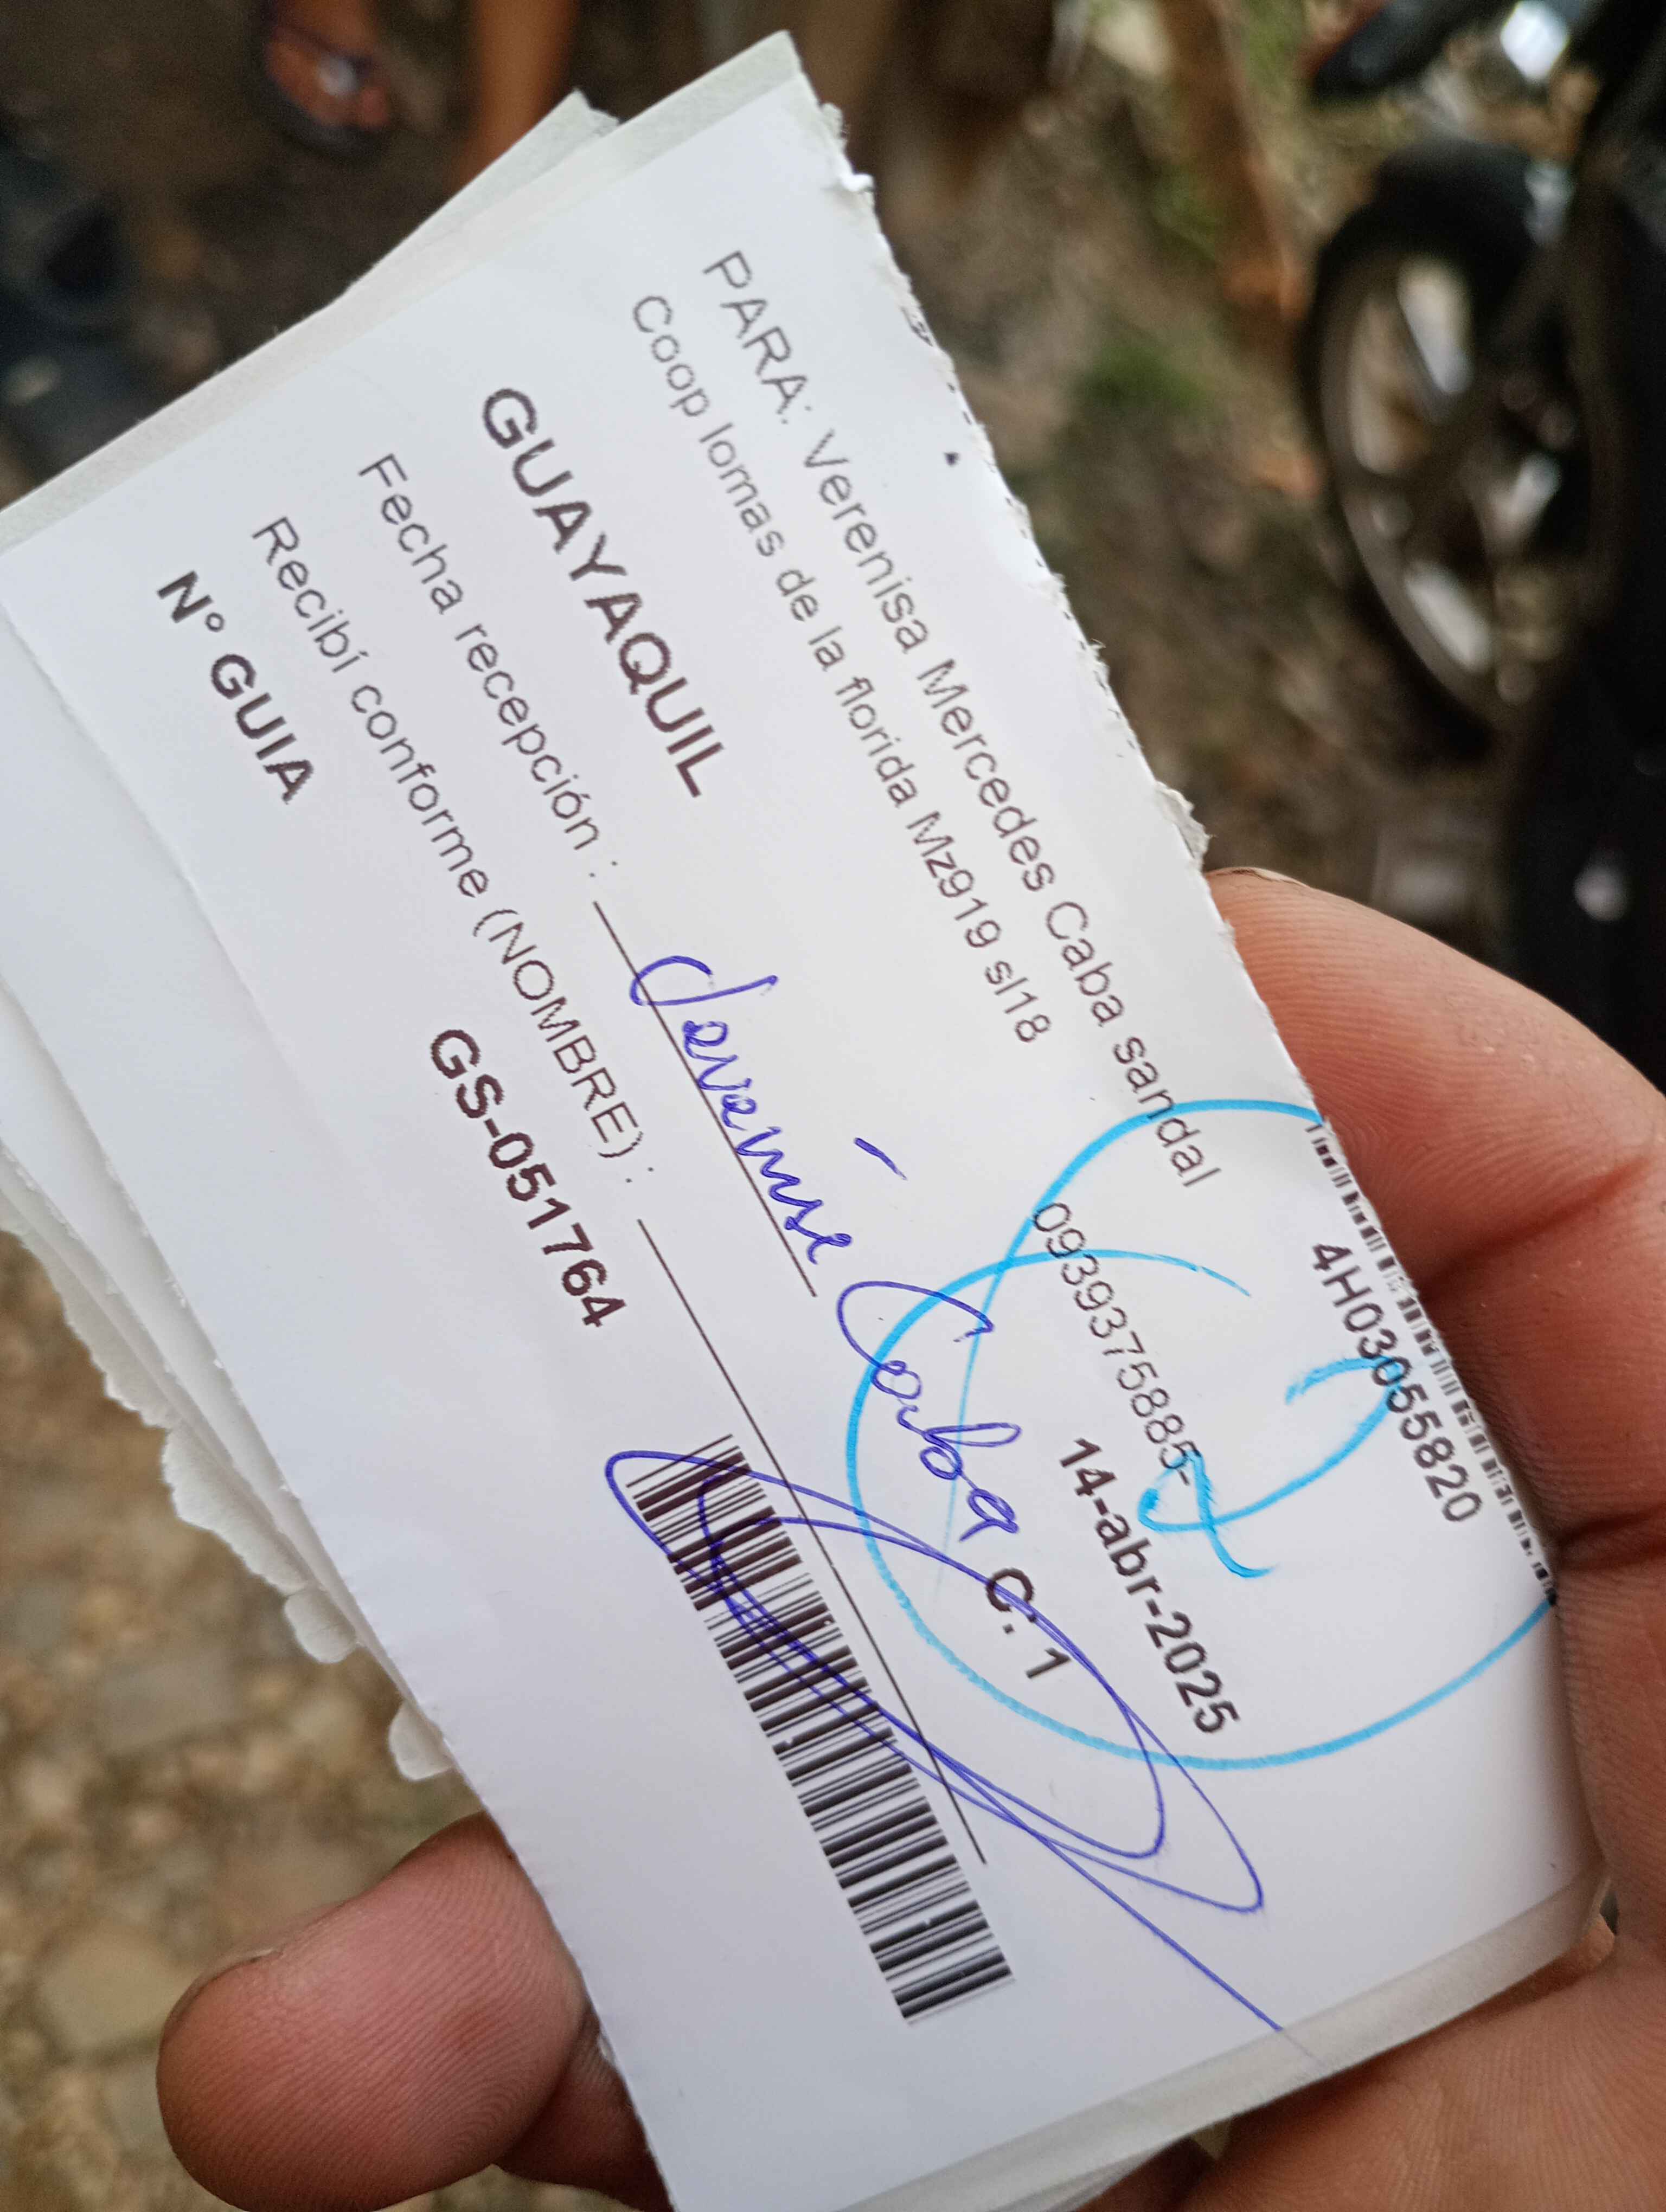 4H03055820
PARA: Verenisa Mercedes Caba sandal
Coop lomas de la florida Mz919 sl18
0939375885-
14-abr-2025
GUAYAQUIL
C: 1
Fecha recepción :
Caba
Recibí conforme (NOMBRE) :
N° GUIA
GS-051764